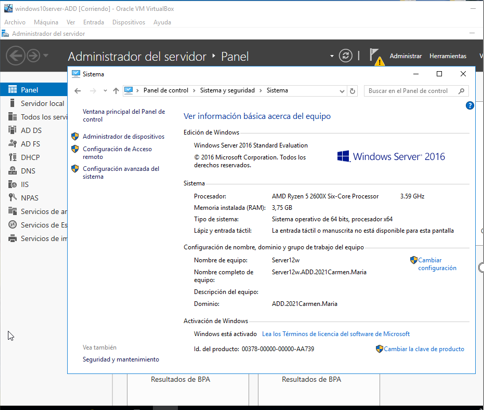 windows10server-ADD [Corriendo] - Oracle VM VirtualBox
Archivo Máquina Ver Entrada Dispositivos Ayuda
Administrador del servidor
Administrador del servidor ‣ Panel
Administrar Herramientas V
Sistema
Panel de control › Sistema y seguridad › Sistema
Buscar en el Panel de control
Panel
Servidor local
Todos los servi
AD DS
AD FS
DHCP
DNS
IIS
NPAS
Servicios de ar
Servicios de Es
Servicios de im
Ventana principal del Panel de
control
Administrador de dispositivos
Configuración de Acceso
remoto
Configuración avanzada del
sistema
Vea también
Seguridad y mantenimiento
Ver información básica acerca del equipo
Edición de Windows
Windows Server 2016 Standard Evaluation
© 2016 Microsoft Corporation. Todos los
derechos reservados.
Windows Server 2016
Sistema
Procesador: AMD Ryzen 5 2600X Six-Core Processor 3.59 GHz
Memoria instalada (RAM): 3,75 GB
Tipo de sistema: Sistema operativo de 64 bits, procesador x64
Lápiz y entrada táctil: La entrada táctil o manuscrita no está disponible para esta pantalla
Configuración de nombre, dominio y grupo de trabajo del equipo
Nombre de equipo: Server12w
Cambiar
configuración
Nombre completo de
equipo: Server12w.ADD.2021Carmen.Maria
Descripción del equipo:
Dominio: ADD.2021Carmen.Maria
Activación de Windows
Windows está activado Lea los Términos de licencia del software de Microsoft
Id. del producto: 00378-00000-00000-AA739
Cambiar la clave de producto
Resultados de BPA Resultados de BPA